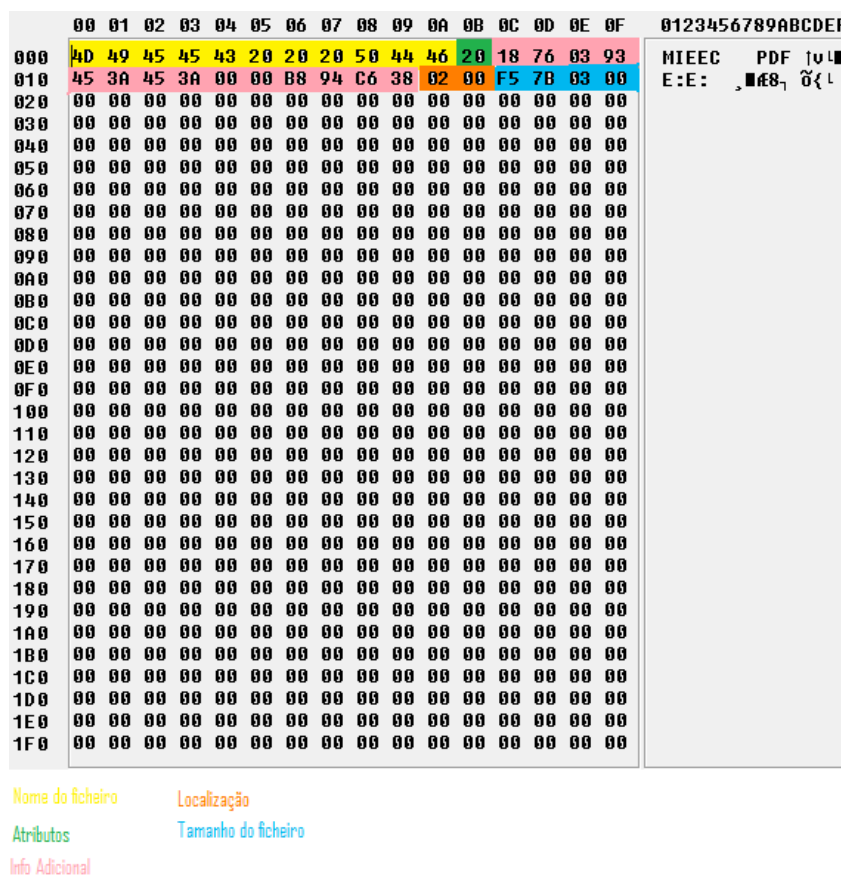 00 01 02 03 04 05 06 07 08 09 0A 0B 0C 0D 0E 0F 0123456789ABCDEF
000 4D 49 45 45 43 20 20 20 50 44 46 20 18 76 03 93 MIEEC PDF
010 45 3A 45 3A 00 00 B8 94 C6 38 02 00 F5 7B 03 00 E:E:
020 00 00 00 00 00 00 00 00 00 00 00 00 00 00 00 00
030 00 00 00 00 00 00 00 00 00 00 00 00 00 00 00 00
040 00 00 00 00 00 00 00 00 00 00 00 00 00 00 00 00
050 00 00 00 00 00 00 00 00 00 00 00 00 00 00 00 00
060 00 00 00 00 00 00 00 00 00 00 00 00 00 00 00 00
070 00 00 00 00 00 00 00 00 00 00 00 00 00 00 00 00
080 00 00 00 00 00 00 00 00 00 00 00 00 00 00 00 00
090 00 00 00 00 00 00 00 00 00 00 00 00 00 00 00 00
0A0 00 00 00 00 00 00 00 00 00 00 00 00 00 00 00 00
0B0 00 00 00 00 00 00 00 00 00 00 00 00 00 00 00 00
0C0 00 00 00 00 00 00 00 00 00 00 00 00 00 00 00 00
0D0 00 00 00 00 00 00 00 00 00 00 00 00 00 00 00 00
0E0 00 00 00 00 00 00 00 00 00 00 00 00 00 00 00 00
0F0 00 00 00 00 00 00 00 00 00 00 00 00 00 00 00 00
100 00 00 00 00 00 00 00 00 00 00 00 00 00 00 00 00
110 00 00 00 00 00 00 00 00 00 00 00 00 00 00 00 00
120 00 00 00 00 00 00 00 00 00 00 00 00 00 00 00 00
130 00 00 00 00 00 00 00 00 00 00 00 00 00 00 00 00
140 00 00 00 00 00 00 00 00 00 00 00 00 00 00 00 00
150 00 00 00 00 00 00 00 00 00 00 00 00 00 00 00 00
160 00 00 00 00 00 00 00 00 00 00 00 00 00 00 00 00
170 00 00 00 00 00 00 00 00 00 00 00 00 00 00 00 00
180 00 00 00 00 00 00 00 00 00 00 00 00 00 00 00 00
190 00 00 00 00 00 00 00 00 00 00 00 00 00 00 00 00
1A0 00 00 00 00 00 00 00 00 00 00 00 00 00 00 00 00
1B0 00 00 00 00 00 00 00 00 00 00 00 00 00 00 00 00
1C0 00 00 00 00 00 00 00 00 00 00 00 00 00 00 00 00
1D0 00 00 00 00 00 00 00 00 00 00 00 00 00 00 00 00
1E0 00 00 00 00 00 00 00 00 00 00 00 00 00 00 00 00
1F0 00 00 00 00 00 00 00 00 00 00 00 00 00 00 00 00
Nome do ficheiro Localização
Atributos Tamanho do ficheiro
Info Adicional